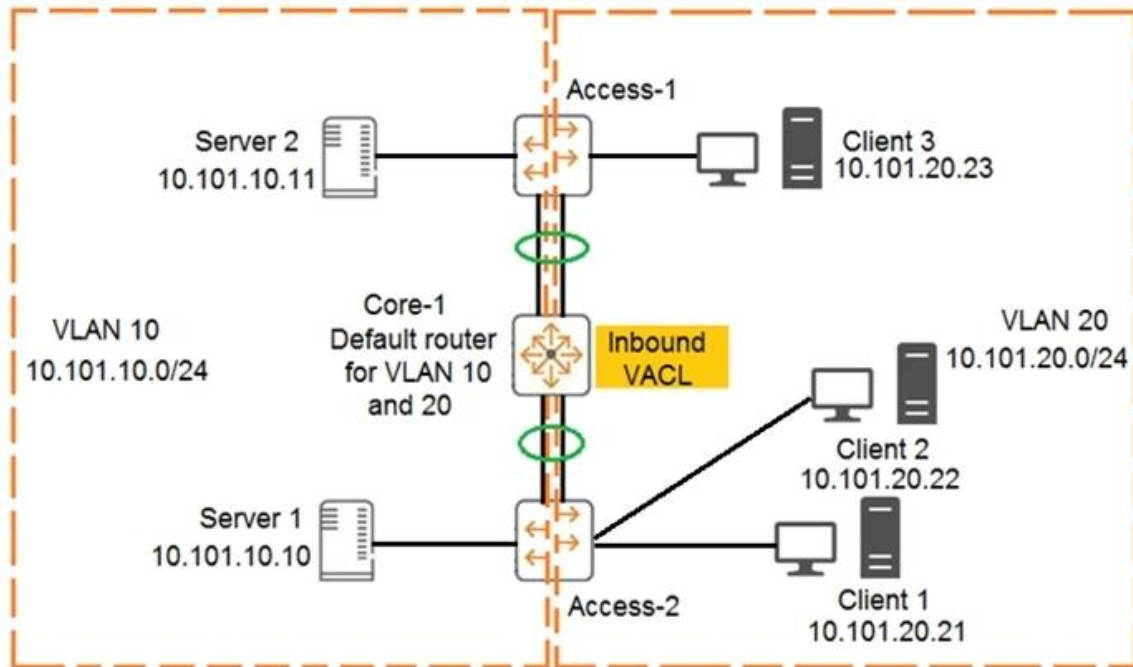 Access-1
Server 2
10.101.10.11
Client 3
10.101.20.23
VLAN 10
10.101.10.0/24
Core-1
Default router
for VLAN 10
and 20
Inbound
VACL
VLAN 20
10.101.20.0/24
Client 2
10.101.20.22
Server 1
10.101.10.10
Access-2
Client 1
10.101.20.21